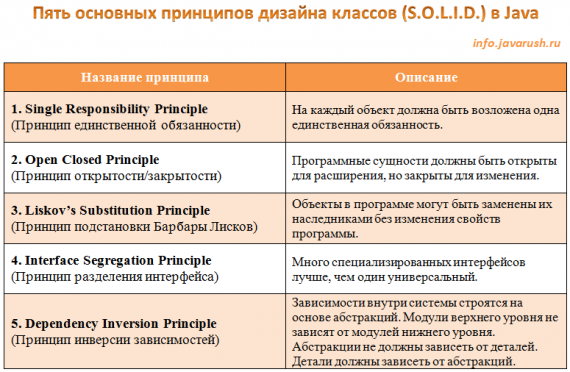 Пять основных принципов дизайна классов (S.O.L.I.D.) в Java
info.javarush.ru
Название принципа
Описание
1. Single Responsibility Principle
(Принцип единственной обязанности)
На каждый объект должна быть возложена одна
единственная обязанность.
2. Open Closed Principle
(Принцип открытости/закрытости)
Программные сущности должны быть открыты
для расширения, но закрыты для изменения.
3. Liskov’s Substitution Principle
(Принцип подстановки Барбары Лисков)
Объекты в программе могут быть заменены их
наследниками без изменения свойств
программы.
4. Interface Segregation Principle
(Принцип разделения интерфейса)
Много специализированных интерфейсов
лучше, чем один универсальный.
5. Dependency Inversion Principle
(Принцип инверсии зависимостей)
Зависимости внутри системы строятся на
основе абстракций. Модули верхнего уровня не
зависят от модулей нижнего уровня.
Абстракции не должны зависеть от деталей.
Детали должны зависеть от абстракций.